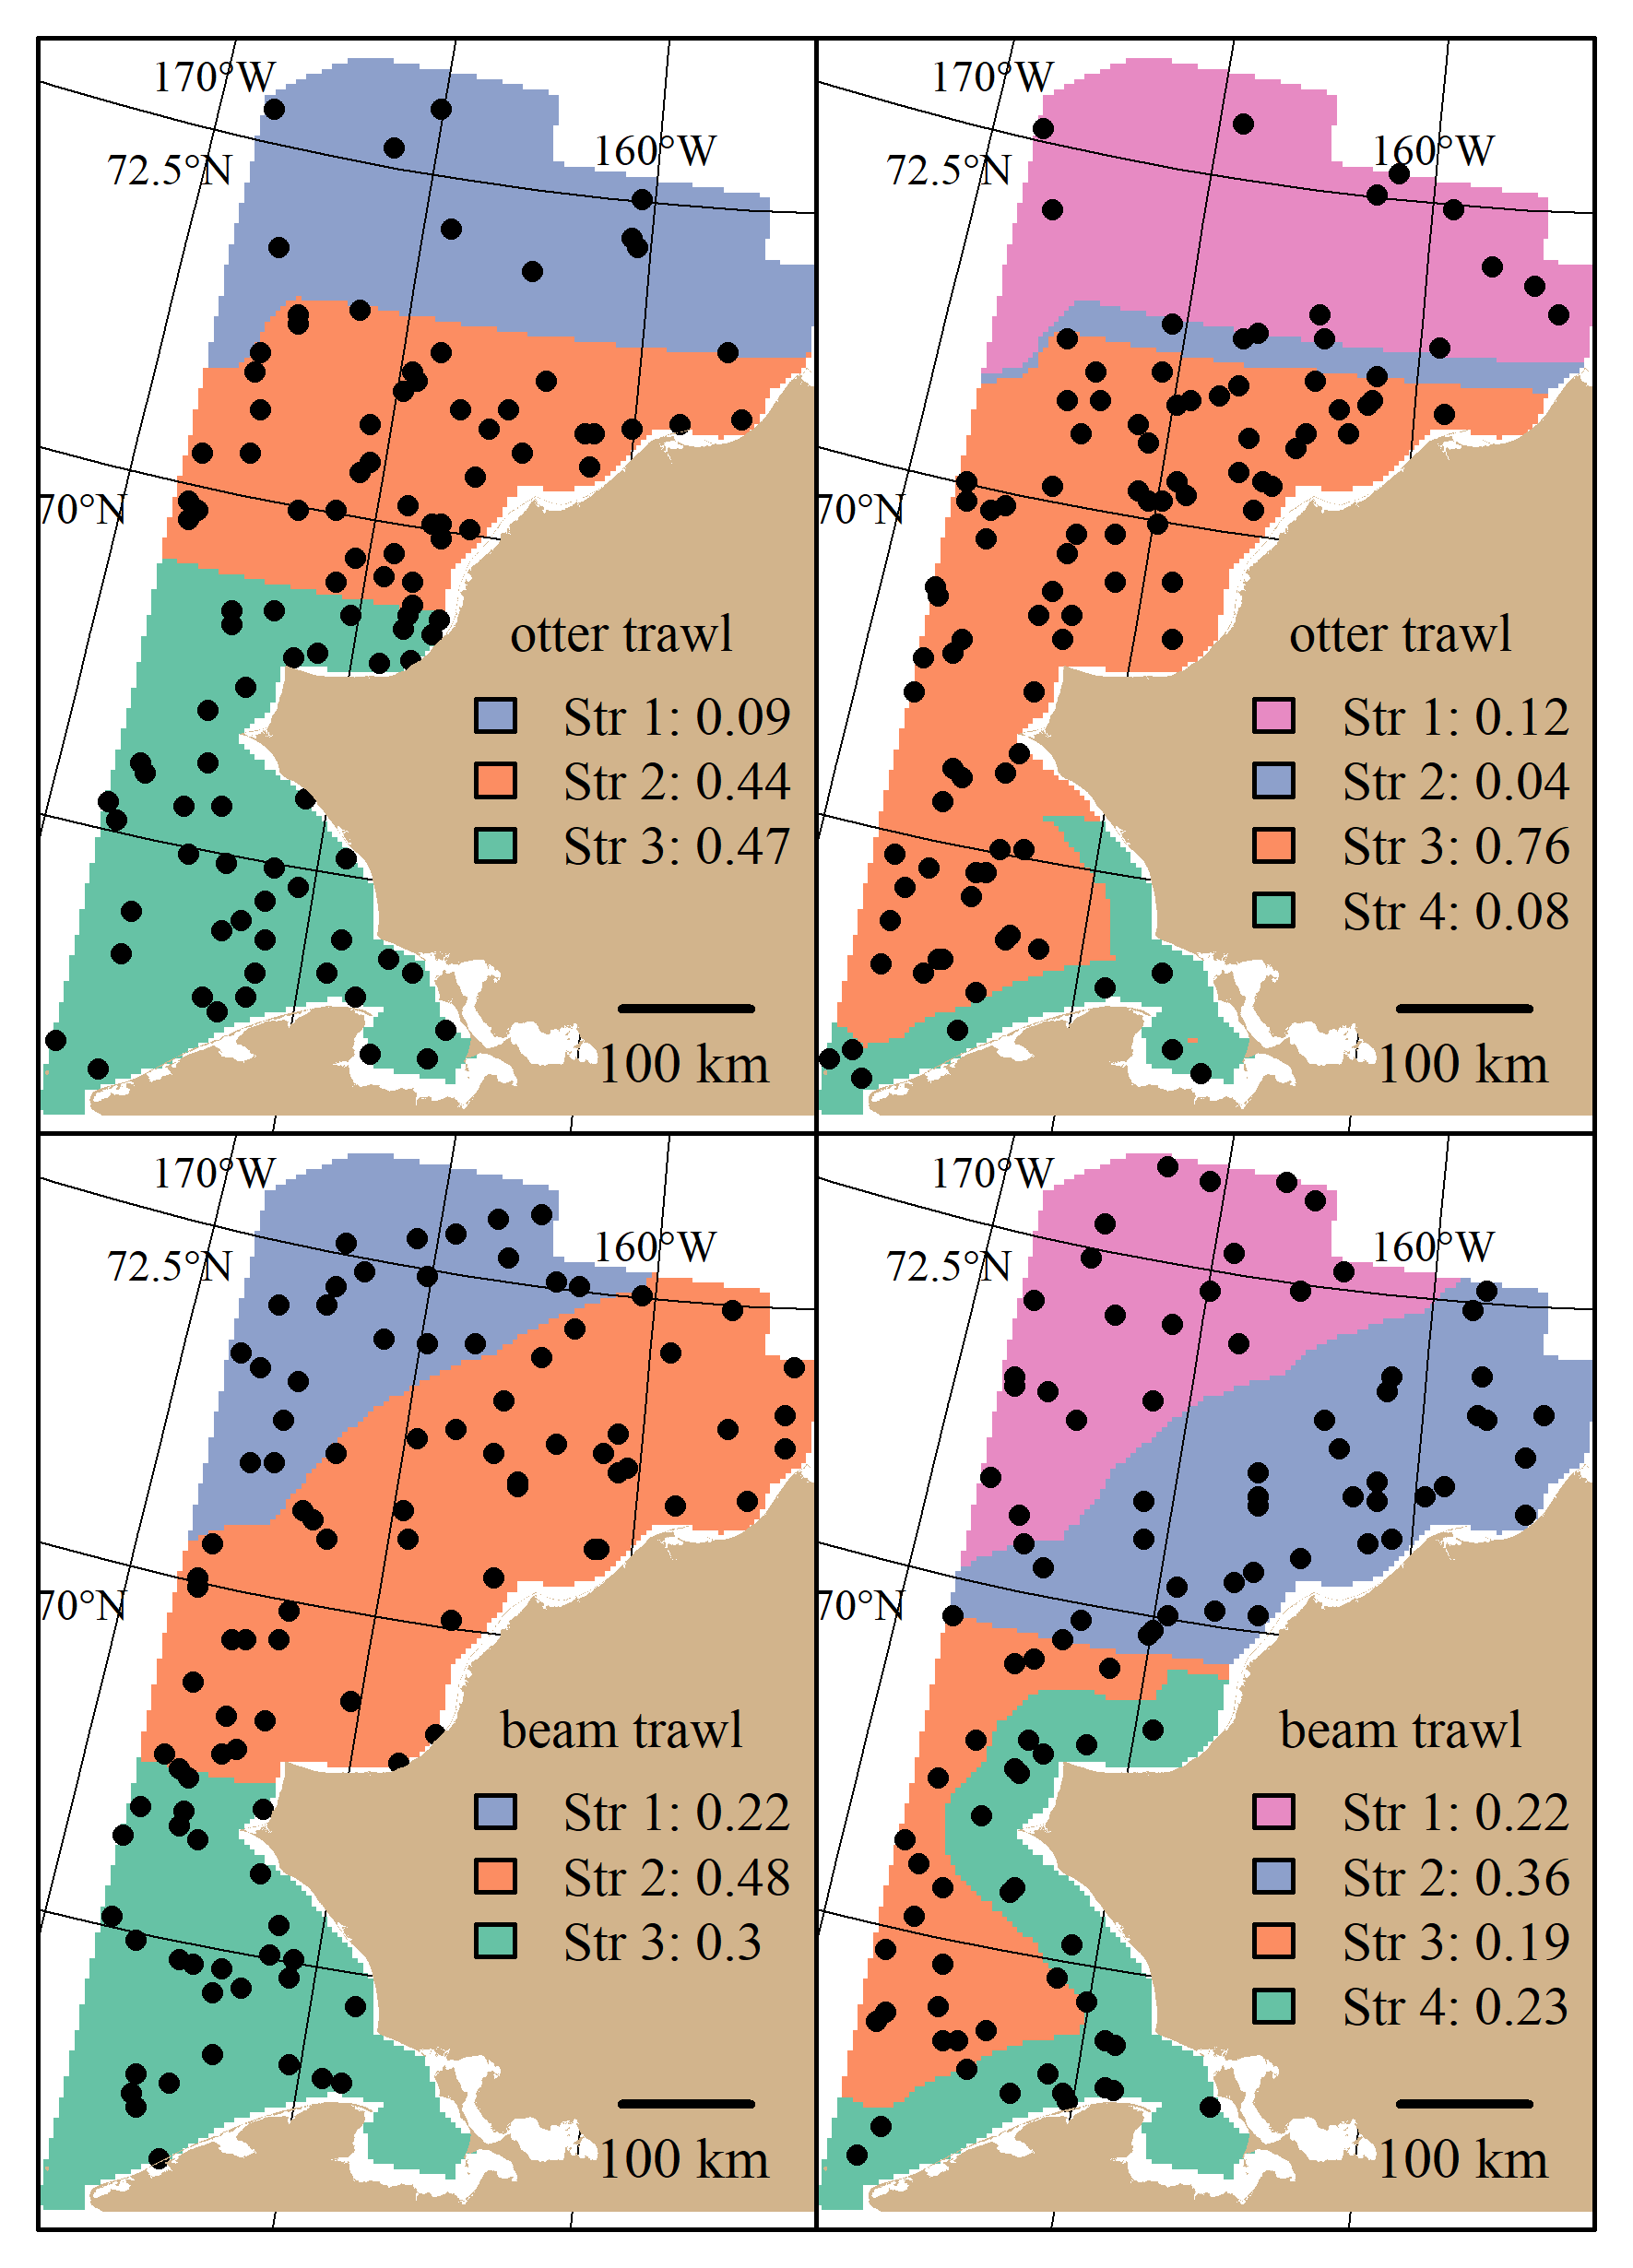 170°W
160°W
72.5°N
70°N
otter trawl
Str 1: 0.09
Str 2: 0.44
Str 3: 0.47
100 km
170°W
160°W
72.5°N
70°N
otter trawl
Str 1: 0.12
Str 2: 0.04
Str 3: 0.76
Str 4: 0.08
100 km
170°W
160°W
72.5°N
70°N
beam trawl
Str 1: 0.22
Str 2: 0.48
Str 3: 0.3
100 km
170°W
160°W
72.5°N
70°N
beam trawl
Str 1: 0.22
Str 2: 0.36
Str 3: 0.19
Str 4: 0.23
100 km